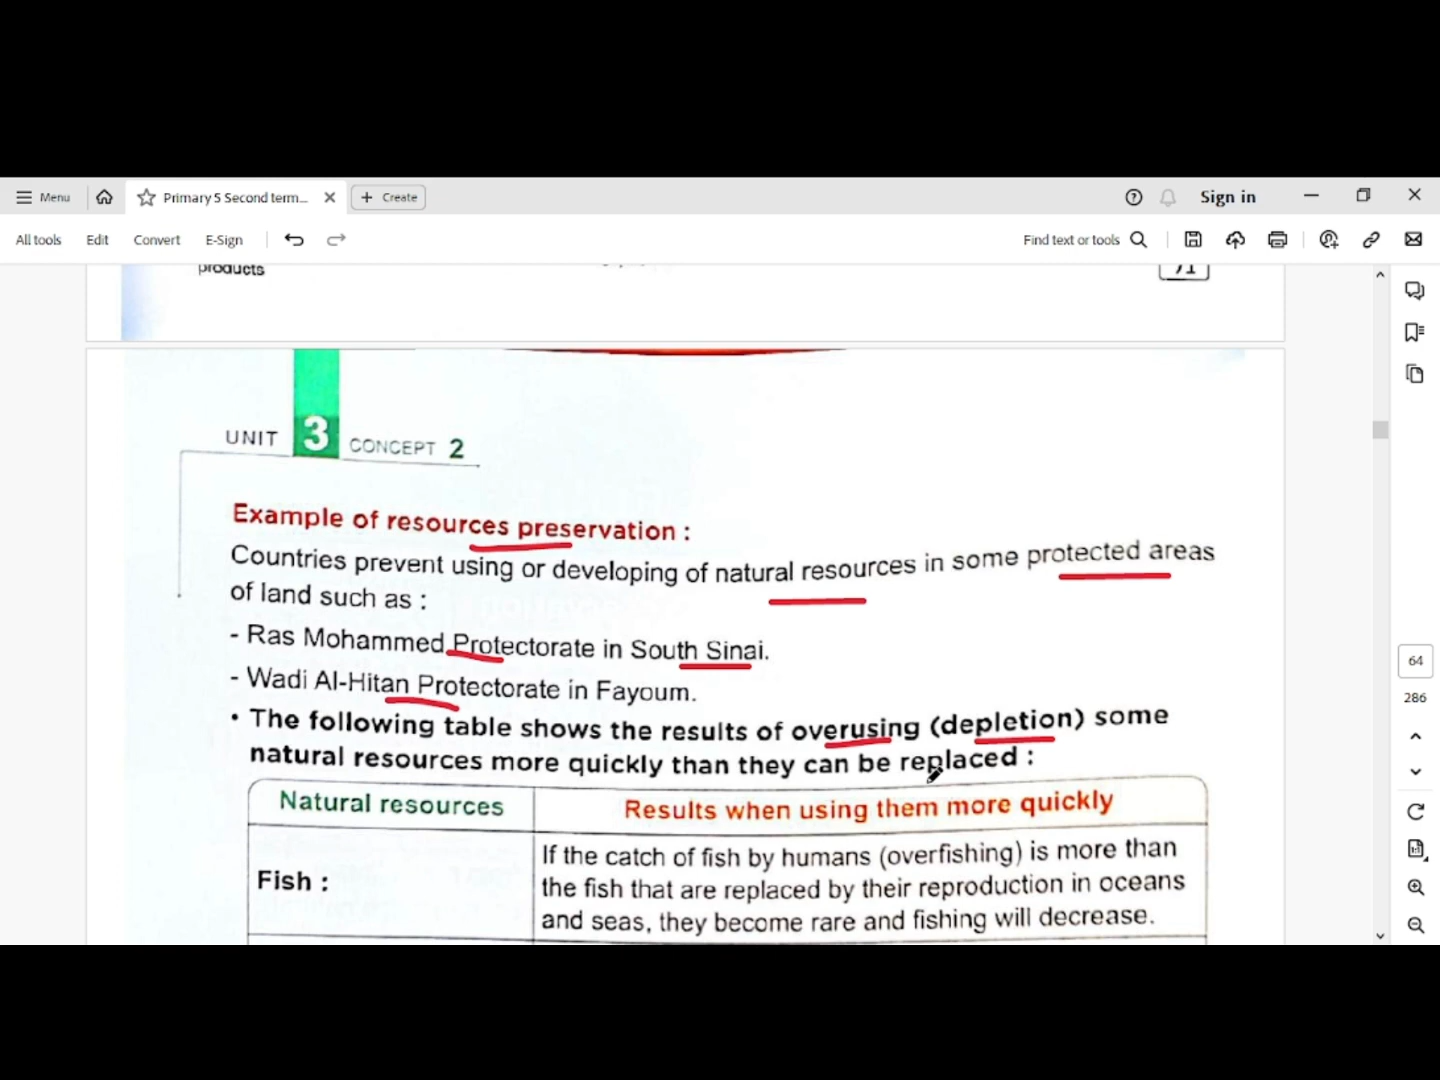 Menu
Primary 5 Second term...
Create
Sign in
All tools
Edit
Convert
E-Sign
Find text or tools
products
71
UNIT 3 CONCEPT 2
Example of resources preservation :
Countries prevent using or developing of natural resources in some protected areas
of land such as :
- Ras Mohammed Protectorate in South Sinai.
- Wadi Al-Hitan Protectorate in Fayoum.
• The following table shows the results of overusing (depletion) some
natural resources more quickly than they can be replaced :
Natural resources
Results when using them more quickly
Fish :
If the catch of fish by humans (overfishing) is more than
the fish that are replaced by their reproduction in oceans
and seas, they become rare and fishing will decrease.
64
286